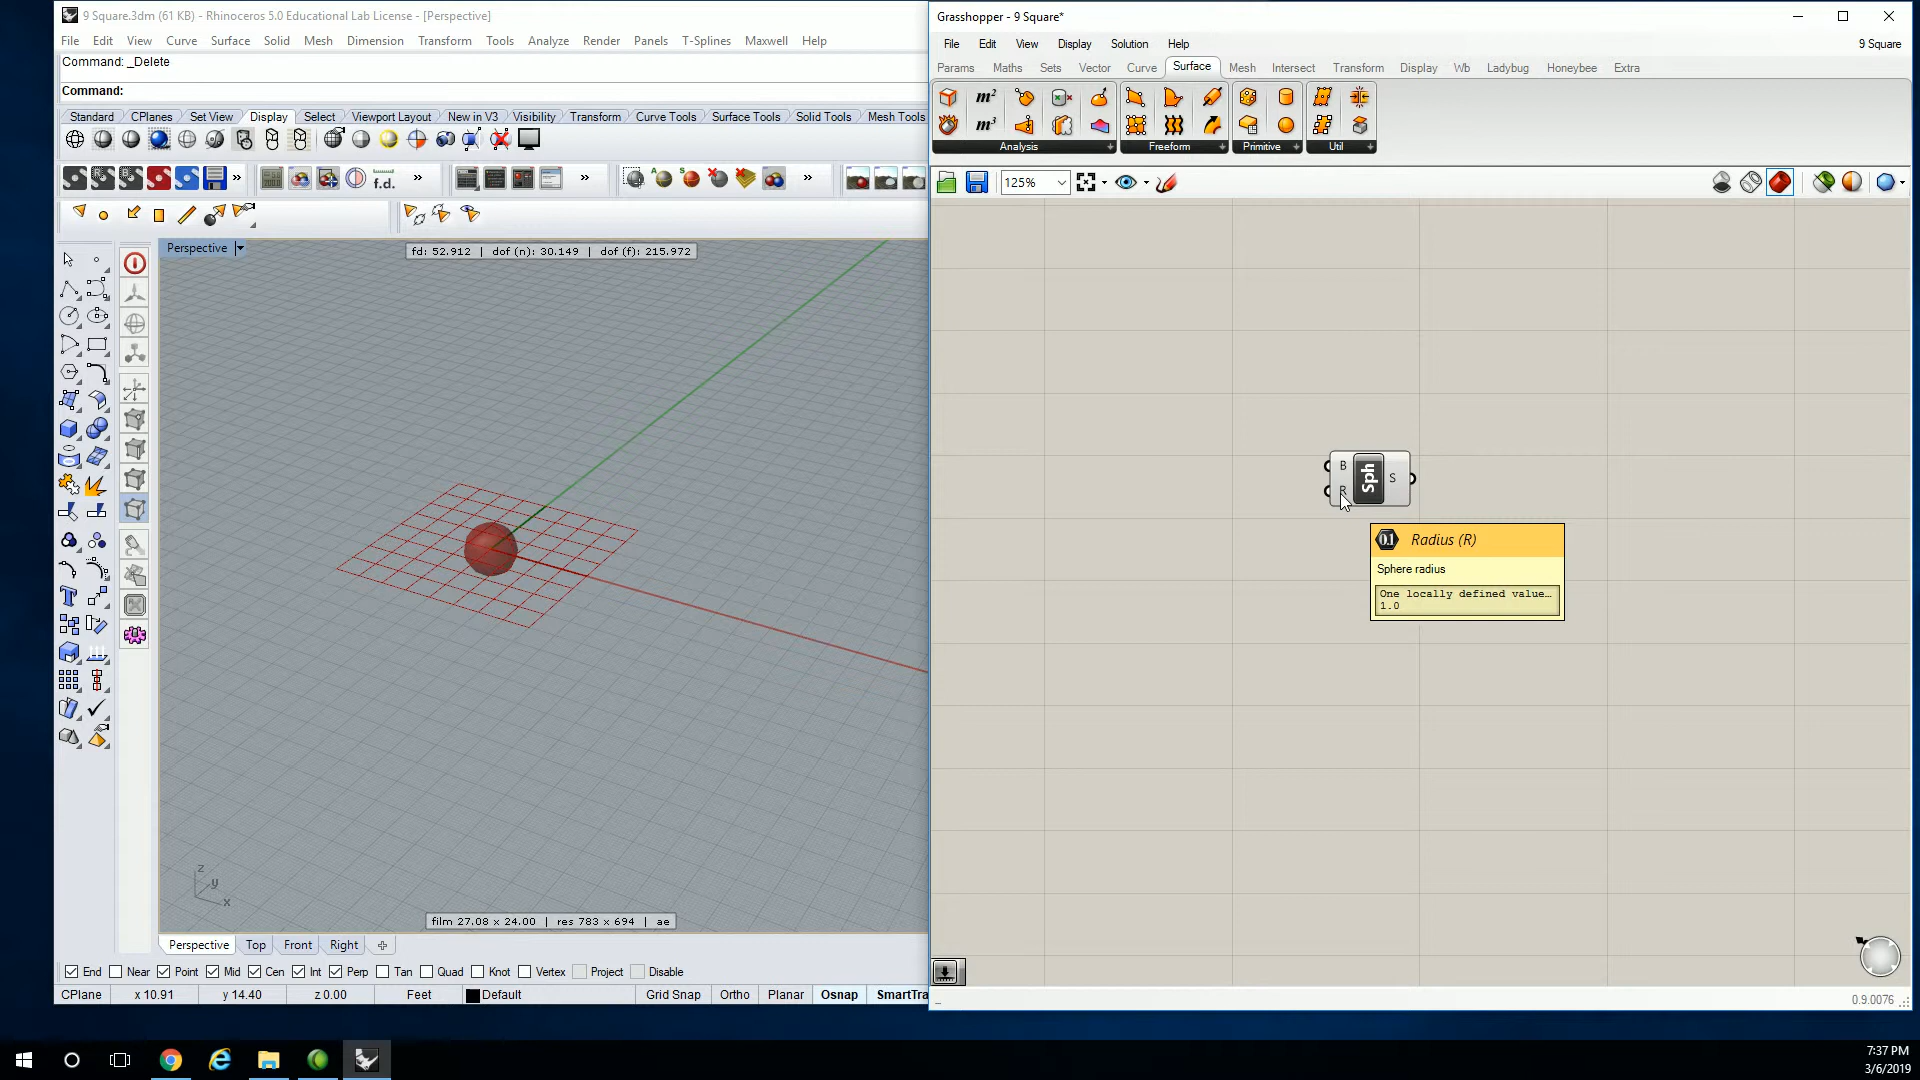 9 Square.3dm (61 KB) - Rhinoceros 5.0 Educational Lab License - [Perspective]
File Edit View Curve Surface Solid Mesh Dimension Transform Tools Analyze Render Panels T-Splines Maxwell Help
Command: _Delete
Command:
Standard CPlanes Set View Display Select Viewport Layout New in V3 Visibility Transform Curve Tools Surface Tools Solid Tools Mesh Tools
f.d.
Perspective
fd: 52.912 | dof (n): 30.149 | dof (f): 215.972
z
y
x
film 27.08 x 24.00 | res 783 x 694 | ae
Perspective Top Front Right
End Near Point Mid Cen Int Perp Tan Quad Knot Vertex Project Disable
CPlane x 10.91 y 14.40 z 0.00 Feet Default Grid Snap Ortho Planar Osnap SmartTra
Grasshopper - 9 Square*
File Edit View Display Solution Help 9 Square
Params Maths Sets Vector Curve Surface Mesh Intersect Transform Display Wb Ladybug Honeybee Extra
m²
m³
Analysis Freeform Primitive Util
125%
B
R
Sph
S
0.1 Radius (R)
Sphere radius
One locally defined value…
1.0
0.9.0076
7:37 PM
3/6/2019